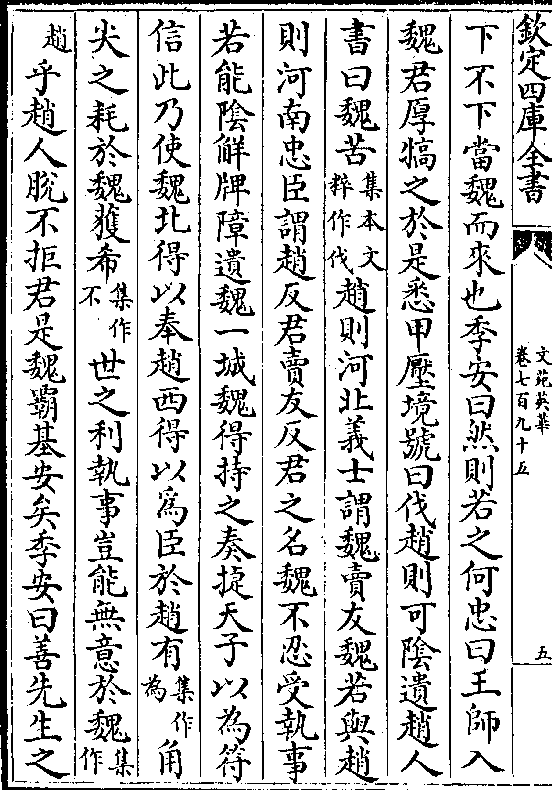 欽定四庫全書
文苑英華
卷七百九十五
五
下不下當魏而來也季安曰然則若之何忠曰王師入
魏君厚犒之於是悉甲壓境號曰伐趙則可陰遺趙人
書曰魏苦集本文粹作伐趙則河北義士謂魏賣友魏若與趙
則河南忠臣謂趙反君賣友反君之名魏不忍受執事
若能陰觧牌障遺魏一城魏得持之奏捷天子以為符
信此乃使魏北得以奉趙西得以為臣於趙有集作為角
尖之耗於魏獲希集作不世之利執事豈能無意於魏集作
趙乎趙人脫不拒君是魏霸基安矣季安曰善先生之